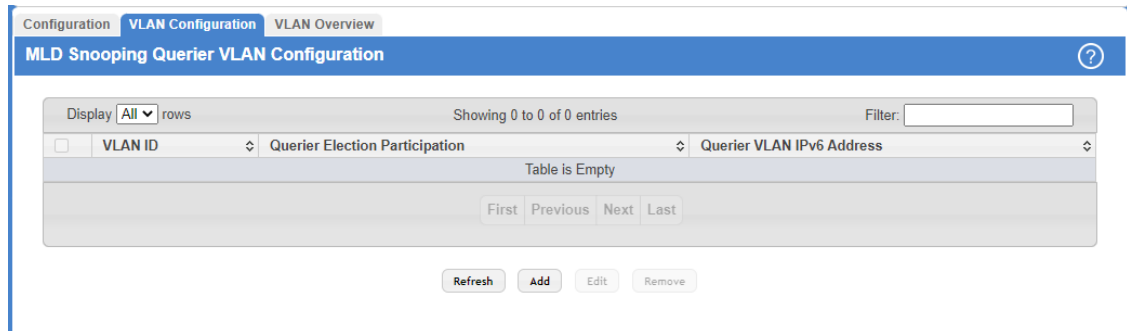 Configuration VLAN Configuration VLAN Overview
MLD Snooping Querier VLAN Configuration ?
Display All rows Showing 0 to 0 of 0 entries Filter:
VLAN ID Querier Election Participation Querier VLAN IPv6 Address
Table is Empty
First Previous Next Last
Refresh Add Edit Remove